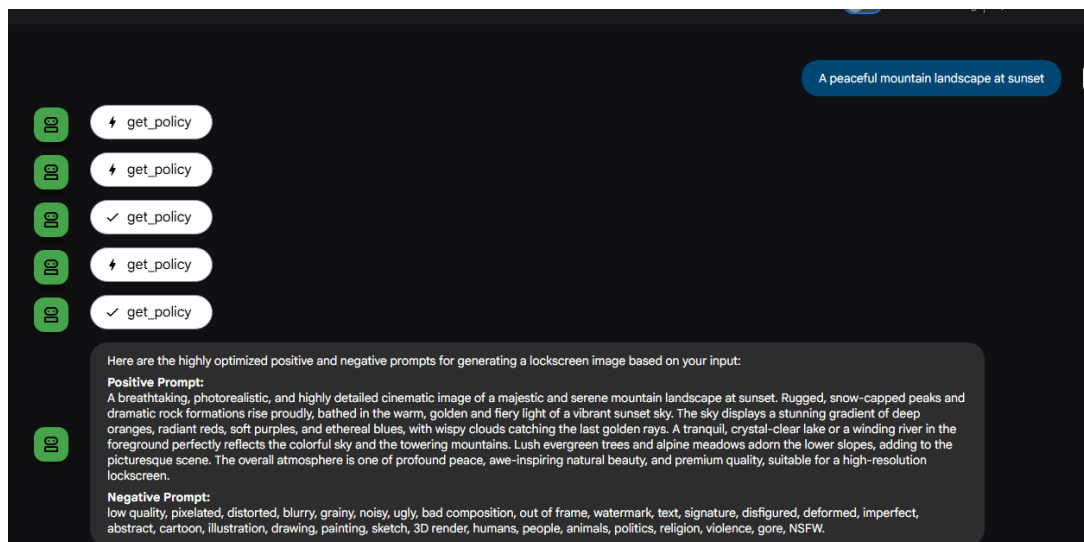 A peaceful mountain landscape at sunset
get_policy
get_policy
get_policy
get_policy
get_policy
Here are the highly optimized positive and negative prompts for generating a lockscreen image based on your input:
Positive Prompt:
A breathtaking, photorealistic, and highly detailed cinematic image of a majestic and serene mountain landscape at sunset. Rugged, snow-capped peaks and
dramatic rock formations rise proudly, bathed in the warm, golden and fiery light of a vibrant sunset sky. The sky displays a stunning gradient of deep
oranges, radiant reds, soft purples, and ethereal blues, with wispy clouds catching the last golden rays. A tranquil, crystal-clear lake or a winding river in the
foreground perfectly reflects the colorful sky and the towering mountains. Lush evergreen trees and alpine meadows adorn the lower slopes, adding to the
picturesque scene. The overall atmosphere is one of profound peace, awe-inspiring natural beauty, and premium quality, suitable for a high-resolution
lockscreen.
Negative Prompt:
low quality, pixelated, distorted, blurry, grainy, noisy, ugly, bad composition, out of frame, watermark, text, signature, disfigured, deformed, imperfect,
abstract, cartoon, illustration, drawing, painting, sketch, 3D render, humans, people, animals, politics, religion, violence, gore, NSFW.